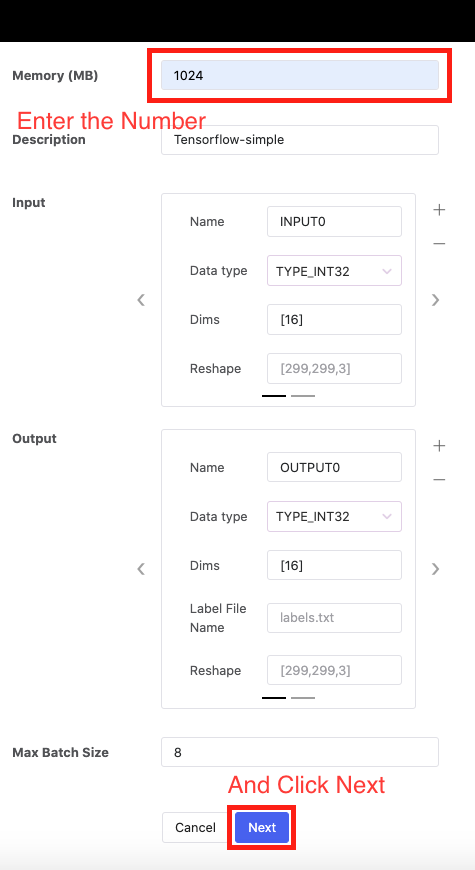 Memory (MB) 1024
Enter the Number
Description Tensorflow-simple
Input
Name INPUT0
Data type TYPE_INT32
Dims [16]
Reshape [299,299,3]
Output
Name OUTPUT0
Data type TYPE_INT32
Dims [16]
Label File
Name
labels.txt
Reshape [299,299,3]
Max Batch Size 8
And Click Next
Cancel Next